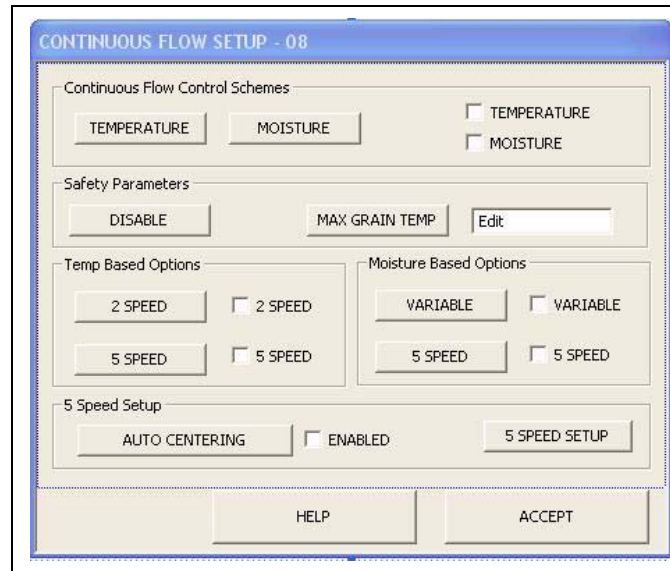 CONTINUOUS FLOW SETUP - 08
Continuous Flow Control Schemes
TEMPERATURE MOISTURE TEMPERATURE
MOISTURE
Safety Parameters
DISABLE MAX GRAIN TEMP Edit
Temp Based Options
2 SPEED 2 SPEED
5 SPEED 5 SPEED
Moisture Based Options
VARIABLE VARIABLE
5 SPEED 5 SPEED
5 Speed Setup
AUTO CENTERING ENABLED 5 SPEED SETUP
HELP ACCEPT